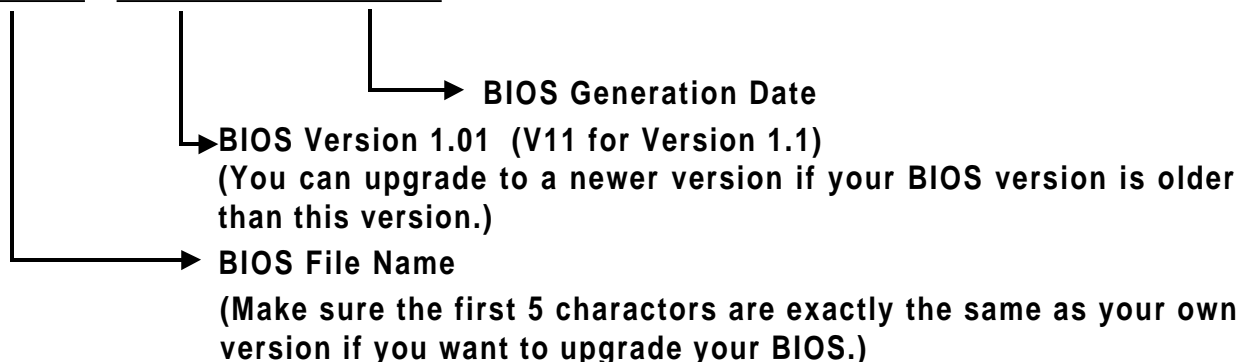 BIOS Generation Date
BIOS Version 1.01 (V11 for Version 1.1)
(You can upgrade to a newer version if your BIOS version is older
than this version.)
BIOS File Name
(Make sure the first 5 charactors are exactly the same as your own
version if you want to upgrade your BIOS.)